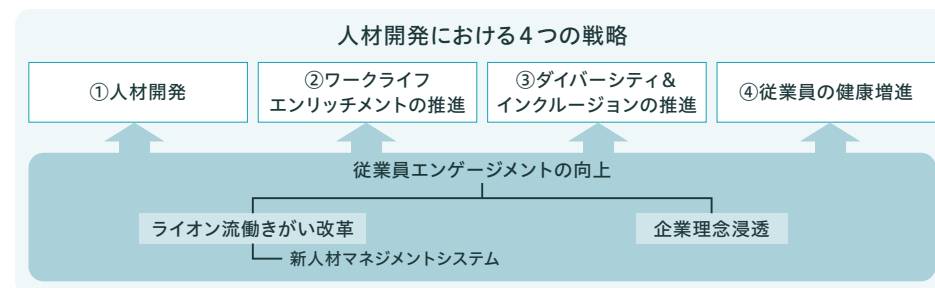 人材開発における4つの戦略
①人材開発
②ワークライフ
エンリッチメントの推進
③ダイバーシティ&
インクルージョンの推進
④従業員の健康増進
従業員エンゲージメントの向上
ライオン流働きがい改革
企業理念浸透
新人材マネジメントシステム